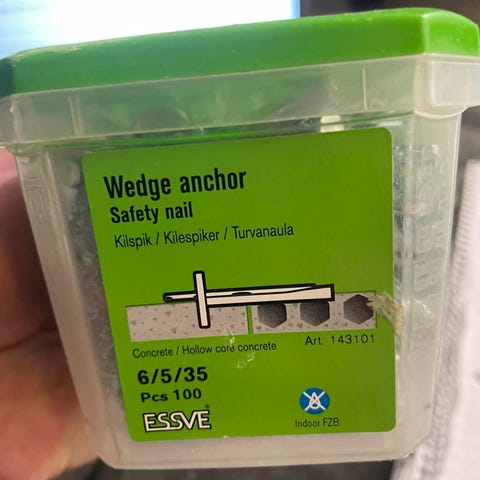 Wedge anchor
Safety nail
Kilspik / Kilespiker / Turvanaula
Concrete / Hollow core concrete
Art. 143101
6/5/35
Pcs 100
ESSVE
Indoor FZB